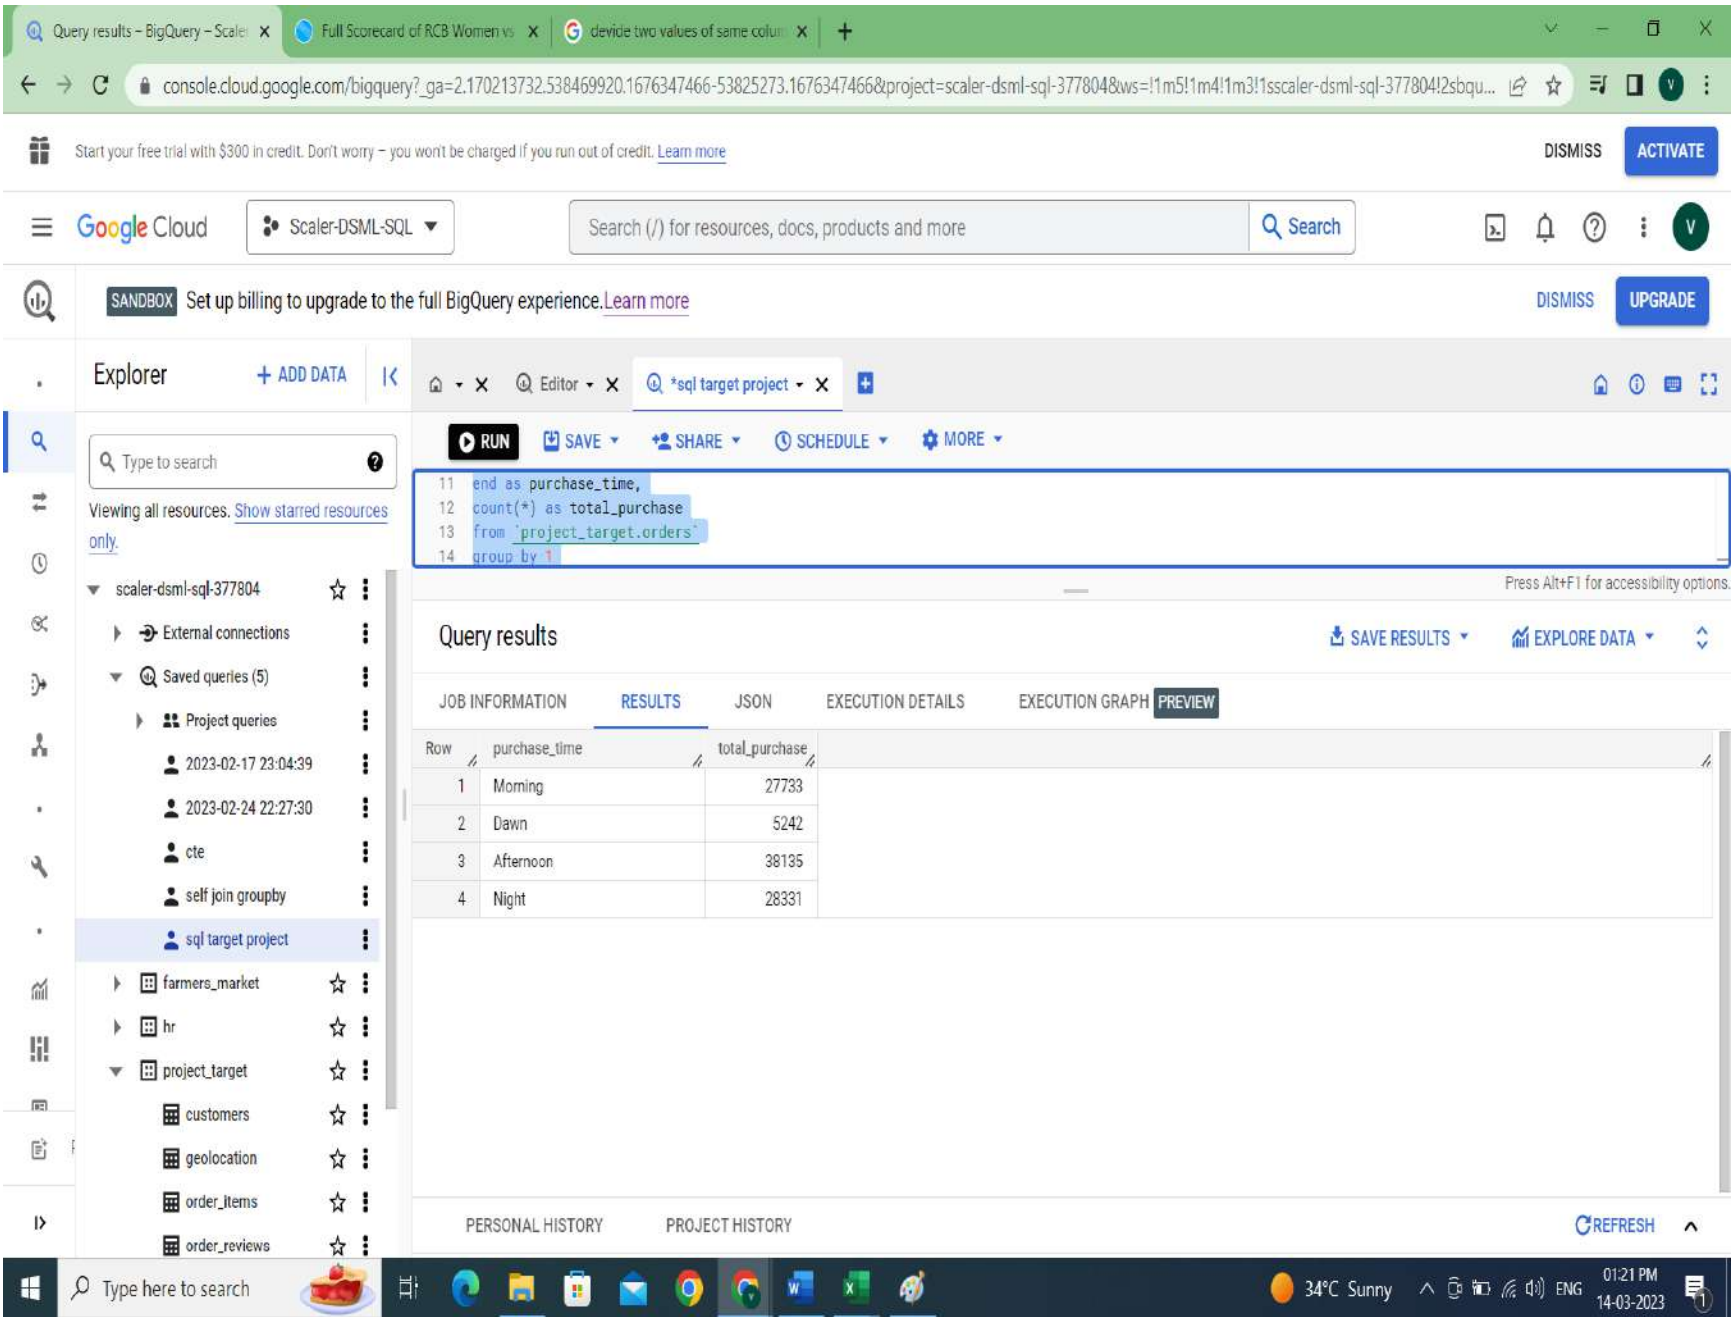 Query results – BigQuery – Scaler
Full Scorecard of RCB Women vs
devide two values of same colum
console.cloud.google.com/bigquery?_ga=2.170213732.538469920.1676347466-53825273.1676347466&project=scaler-dsml-sql-377804&ws=!1m5!1m4!1m3!1sscaler-dsml-sql-377804!2sbqu...
V
Start your free trial with $300 in credit. Don't worry – you won't be charged if you run out of credit. Learn more
DISMISS
ACTIVATE
Google Cloud
Scaler-DSML-SQL
Search (/) for resources, docs, products and more
Search
V
SANDBOX Set up billing to upgrade to the full BigQuery experience.Learn more
DISMISS
UPGRADE
Explorer
+ ADD DATA
Editor
*sql target project
RUN
SAVE
SHARE
SCHEDULE
MORE
Type to search
Viewing all resources. Show starred resources
only.
11 end as purchase_time,
12 count(*) as total_purchase
13 from `project_target.orders`
14 group by 1
Press Alt+F1 for accessibility options.
scaler-dsml-sql-377804
External connections
Saved queries (5)
Project queries
2023-02-17 23:04:39
2023-02-24 22:27:30
cte
self join groupby
sql target project
farmers_market
hr
project_target
customers
geolocation
order_items
order_reviews
Query results
SAVE RESULTS
EXPLORE DATA
JOB INFORMATION
RESULTS
JSON
EXECUTION DETAILS
EXECUTION GRAPH PREVIEW
Row purchase_time total_purchase
1 Morning 27733
2 Dawn 5242
3 Afternoon 38135
4 Night 28331
PERSONAL HISTORY
PROJECT HISTORY
REFRESH
Type here to search
34°C Sunny
ENG
01:21 PM
14-03-2023
1